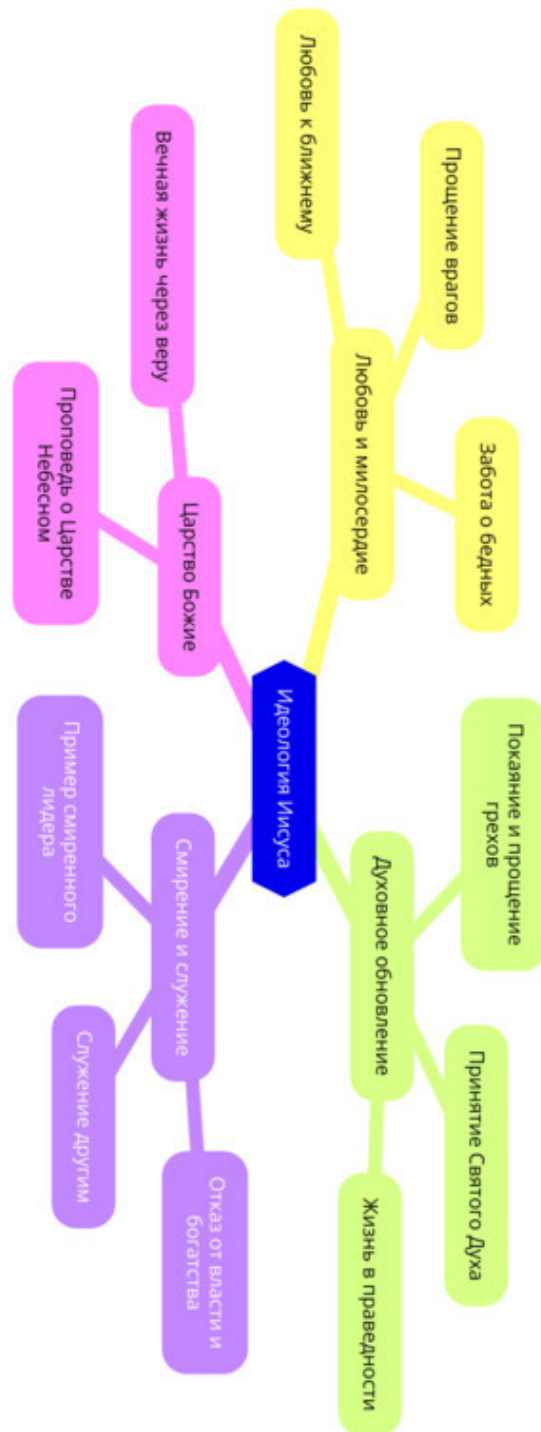 Прощение врагов
Забота о бедных
Любовь к ближнему
Любовь и милосердие
Покаяние и прощение
грехов
Принятие Святого Духа
Духовное обновление
Жизнь в праведности
Идеология Иисуса
Вечная жизнь через веру
Царство Божие
Проповедь о Царстве
Небесном
Смирение и служение
Отказ от власти и
богатства
Пример смиренного
лидера
Служение другим